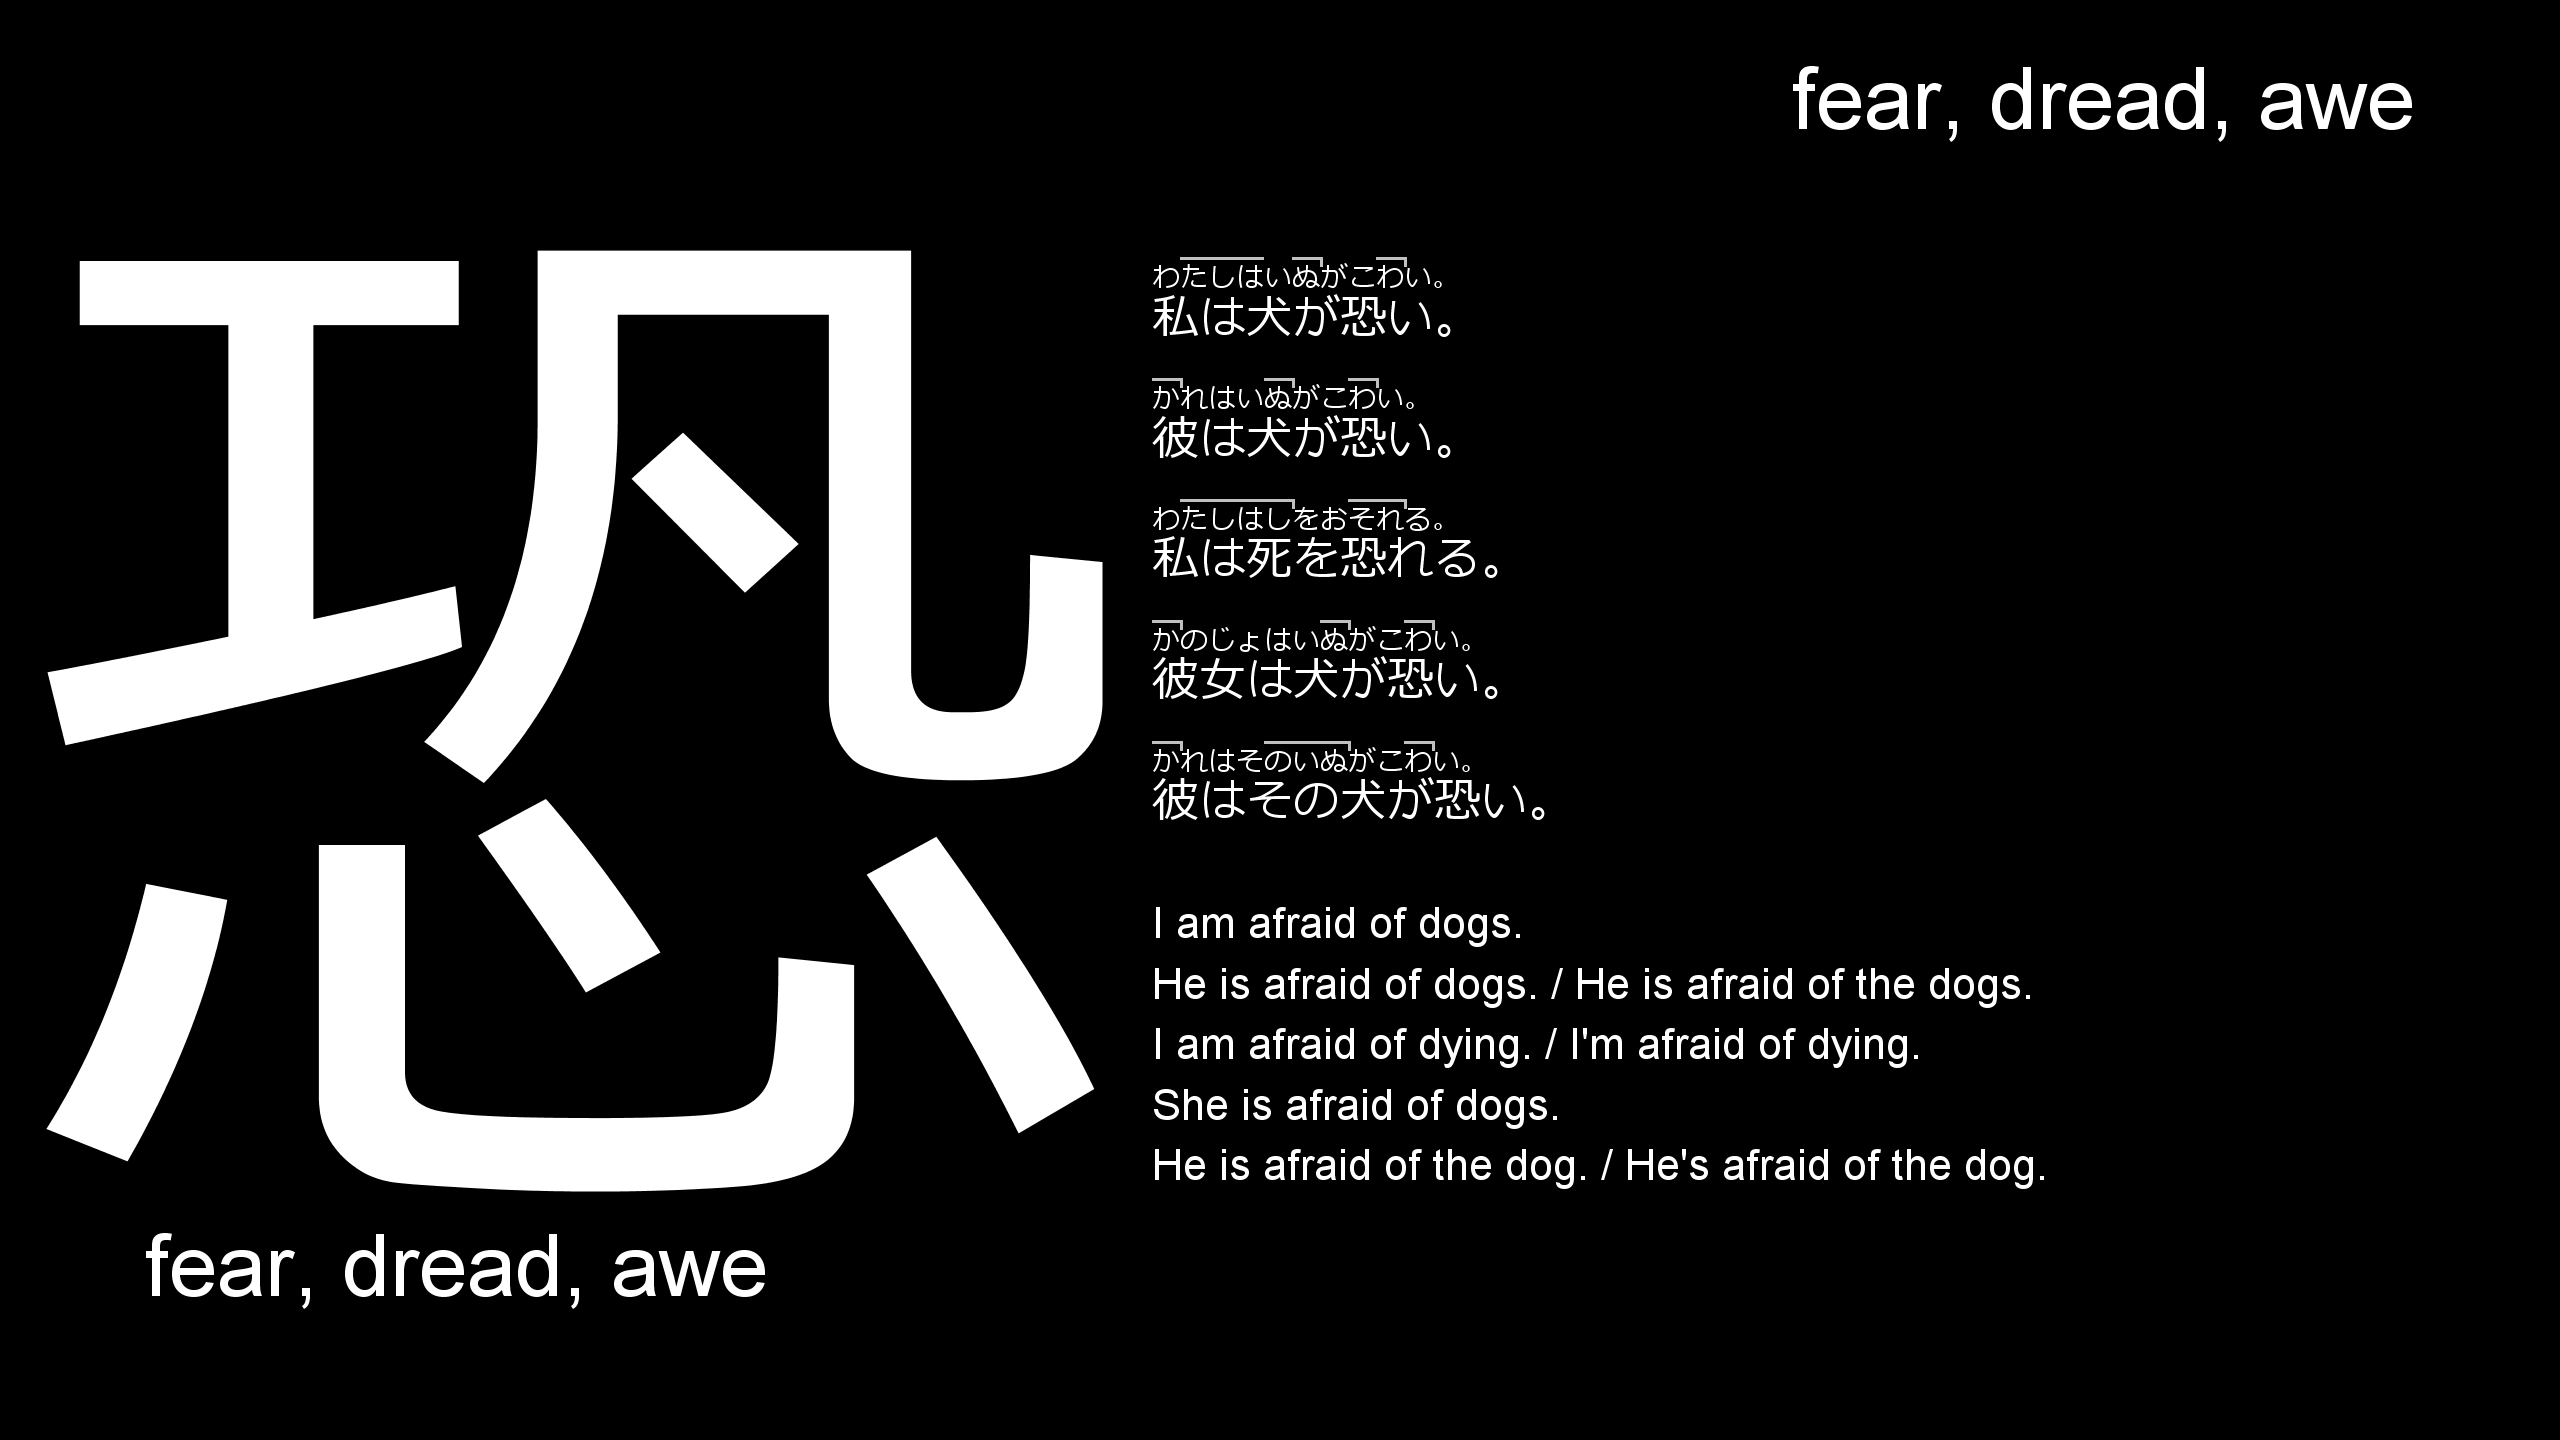 fear, dread, awe
恐
fear, dread, awe
わたしはいぬがこわい。
私は犬が恐い。
かれはいぬがこわい。
彼は犬が恐い。
わたしはしをおそれる。
私は死を恐れる。
かのじょはいぬがこわい。
彼女は犬が恐い。
かれはそのいぬがこわい。
彼はその犬が恐い。
I am afraid of dogs.
He is afraid of dogs. / He is afraid of the dogs.
I am afraid of dying. / I'm afraid of dying.
She is afraid of dogs.
He is afraid of the dog. / He's afraid of the dog.